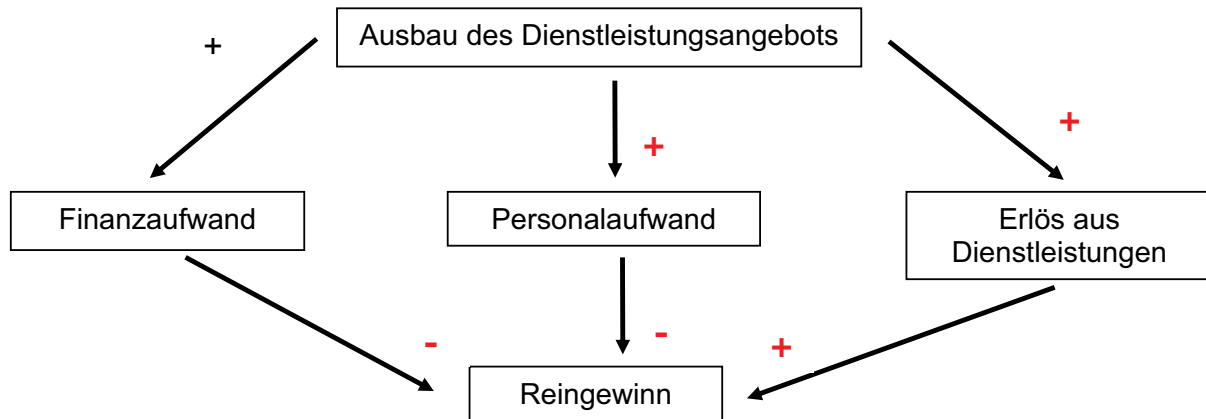 Ausbau des Dienstleistungsangebots
+
+
+
Finanzaufwand
Personalaufwand
Erlös aus
Dienstleistungen
-
-
+
Reingewinn